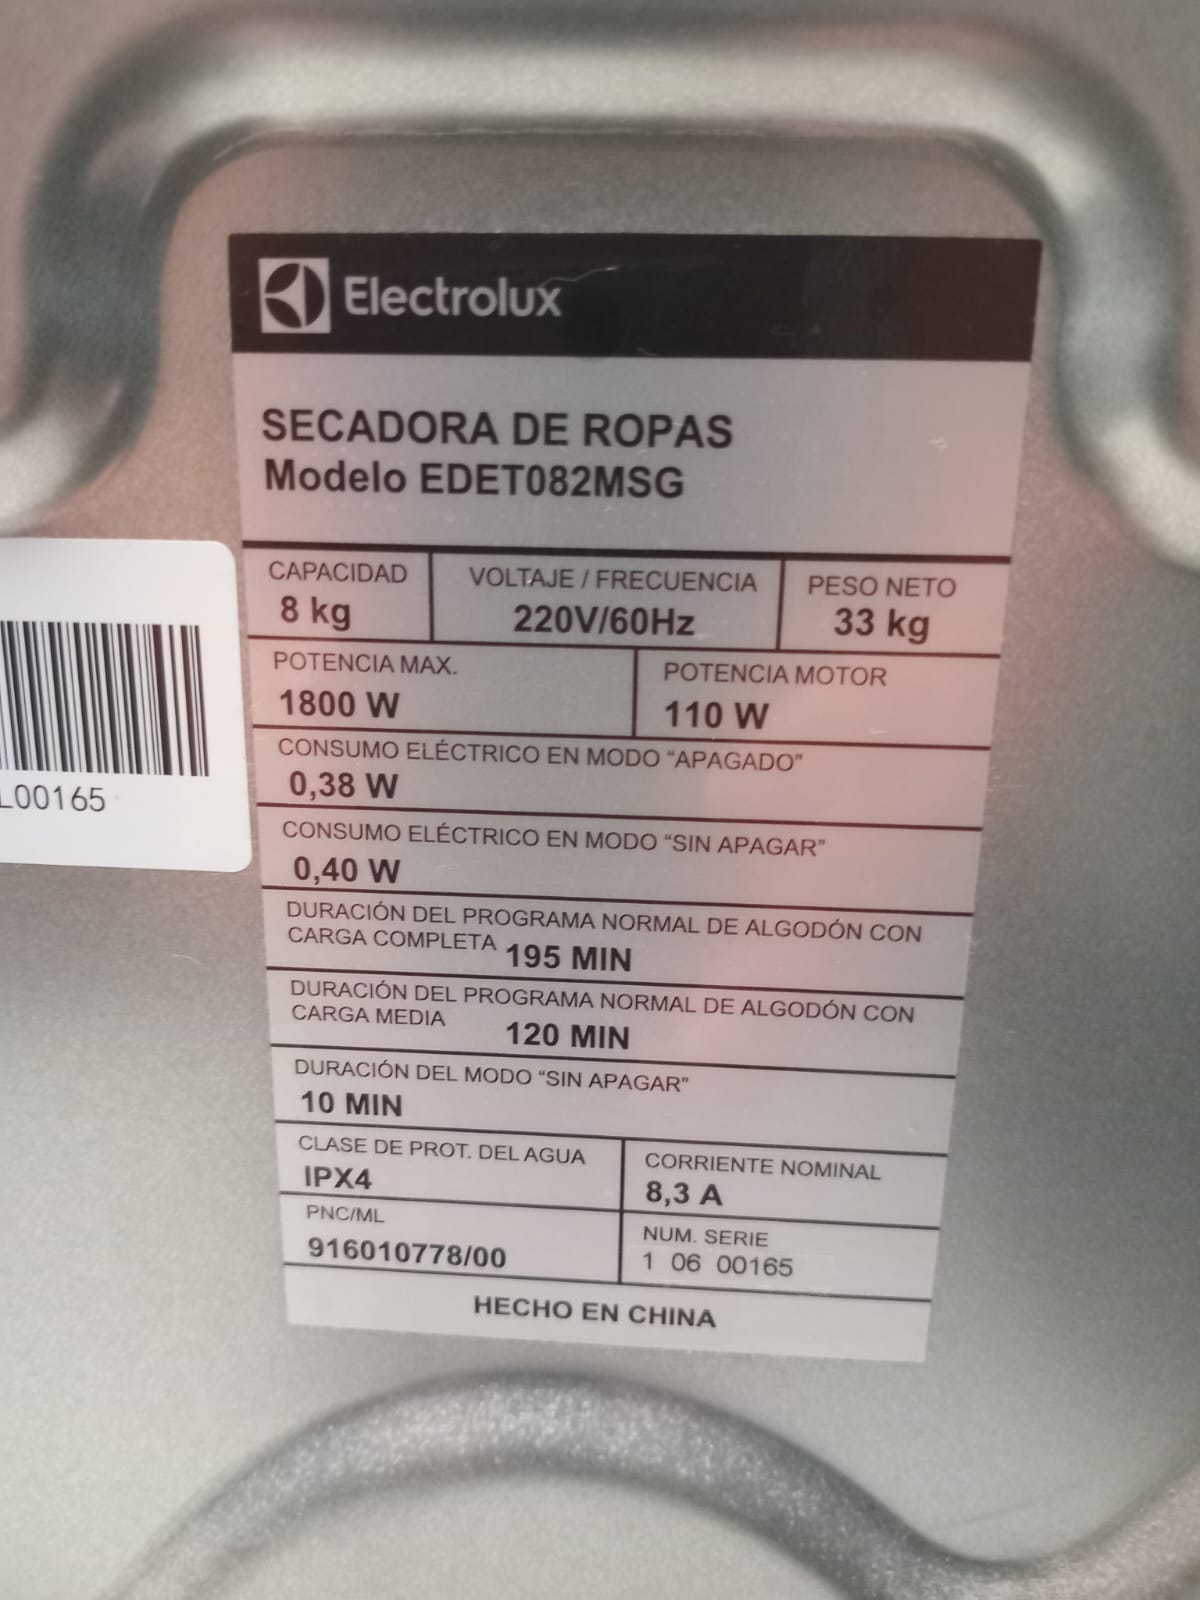 Electrolux
SECADORA DE ROPAS
Modelo EDET082MSG
CAPACIDAD
8 kg
VOLTAJE / FRECUENCIA
220V/60Hz
PESO NETO
33 kg
POTENCIA MAX.
1800 W
POTENCIA MOTOR
110 W
CONSUMO ELÉCTRICO EN MODO “APAGADO”
0,38 W
CONSUMO ELÉCTRICO EN MODO “SIN APAGAR”
0,40 W
DURACIÓN DEL PROGRAMA NORMAL DE ALGODÓN CON
CARGA COMPLETA 195 MIN
DURACIÓN DEL PROGRAMA NORMAL DE ALGODÓN CON
CARGA MEDIA 120 MIN
DURACIÓN DEL MODO “SIN APAGAR”
10 MIN
CLASE DE PROT. DEL AGUA
IPX4
CORRIENTE NOMINAL
8,3 A
PNC/ML
916010778/00
NUM. SERIE
1 06 00165
HECHO EN CHINA
L00165